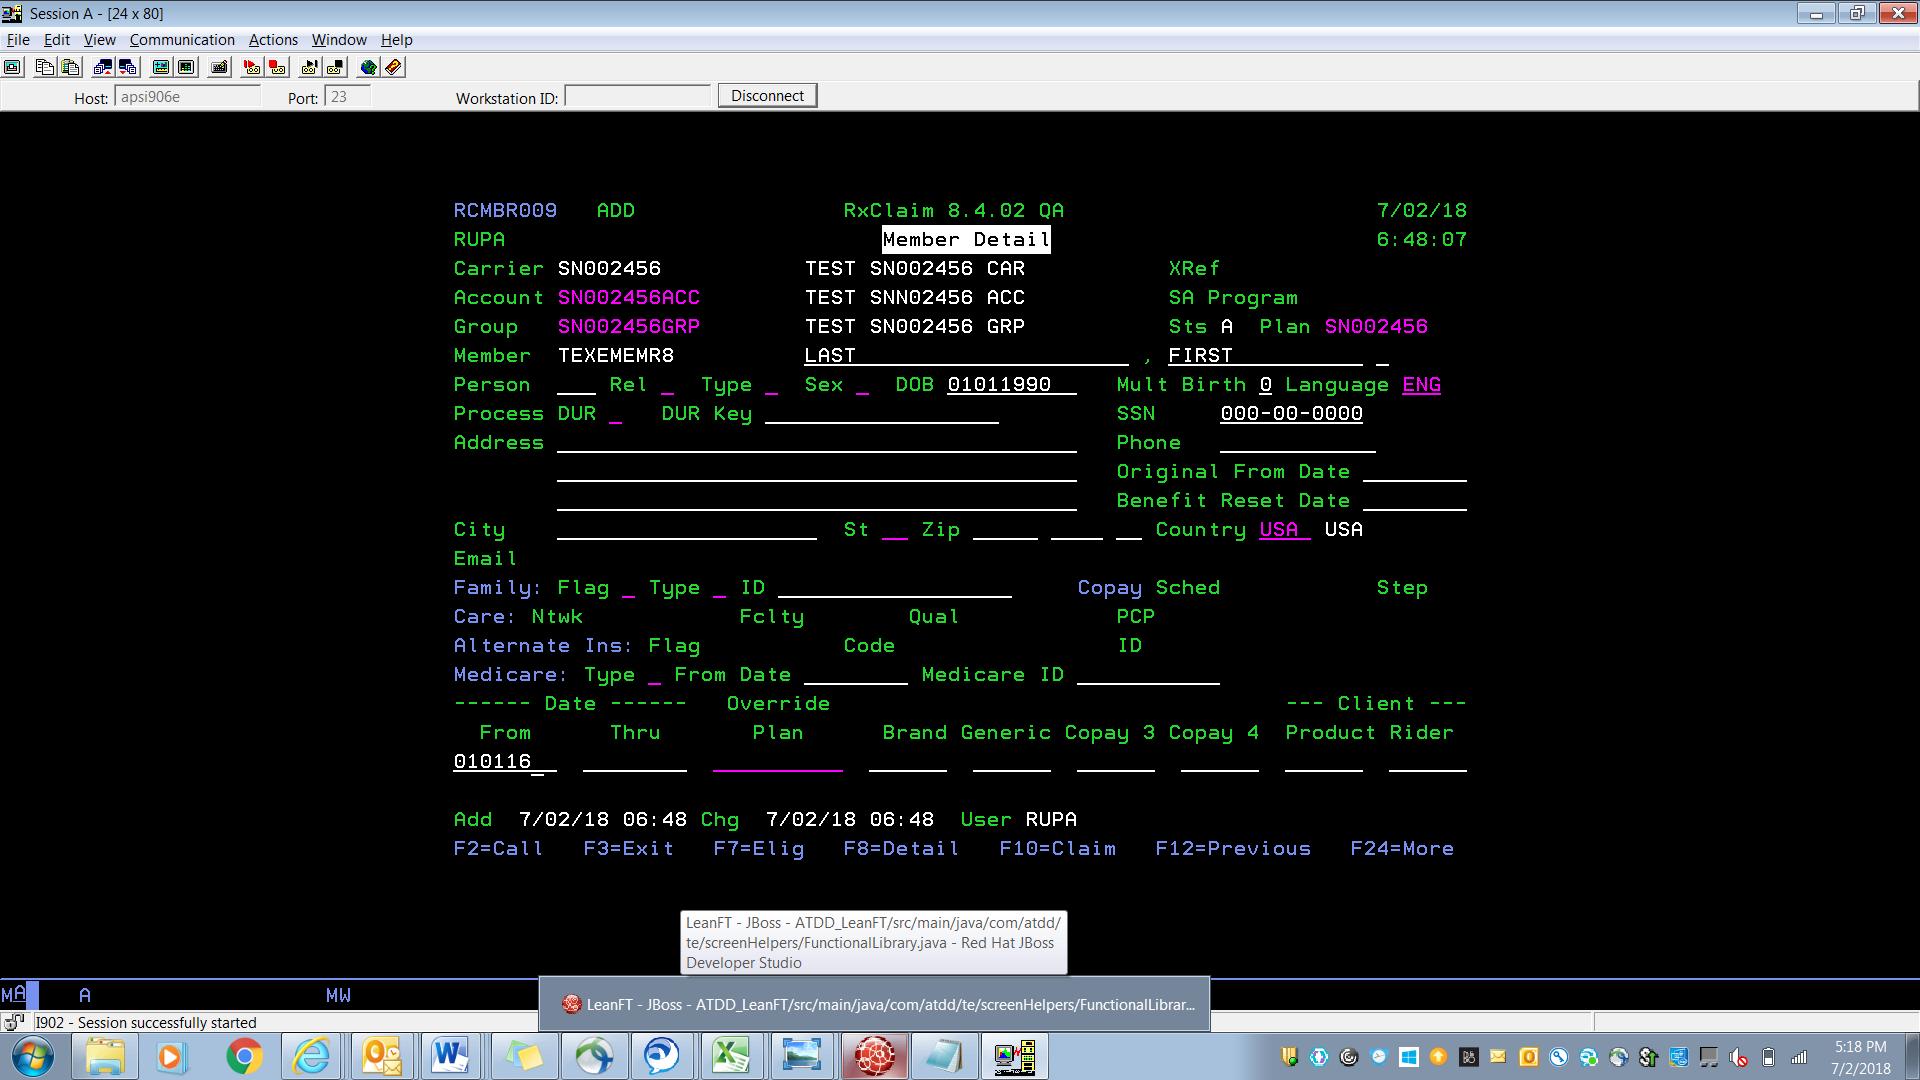 Session A - [24 x 80]
File Edit View Communication Actions Window Help
Host: apsi906e Port: 23 Workstation ID: Disconnect
RCMBR009 ADD RxClaim 8.4.02 QA 7/02/18
RUPA Member Detail 6:48:07
Carrier SN002456 TEST SN002456 CAR XRef
Account SN002456ACC TEST SNN02456 ACC SA Program
Group SN002456GRP TEST SN002456 GRP Sts A Plan SN002456
Member TEXEMEMR8 LAST , FIRST
Person Rel Type Sex DOB 01011990 Mult Birth 0 Language ENG
Process DUR DUR Key SSN 000-00-0000
Address Phone
Original From Date
Benefit Reset Date
City St Zip Country USA USA
Email
Family: Flag Type ID Copay Sched Step
Care: Ntwk Fclty Qual PCP
Alternate Ins: Flag Code ID
Medicare: Type From Date Medicare ID
------ Date ------ Override --- Client ---
From Thru Plan Brand Generic Copay 3 Copay 4 Product Rider
010116
Add 7/02/18 06:48 Chg 7/02/18 06:48 User RUPA
F2=Call F3=Exit F7=Elig F8=Detail F10=Claim F12=Previous F24=More
LeanFT - JBoss - ATDD_LeanFT/src/main/java/com/atdd/
te/screenHelpers/FunctionalLibrary.java - Red Hat JBoss
Developer Studio
MA A MW
LeanFT - JBoss - ATDD_LeanFT/src/main/java/com/atdd/te/screenHelpers/FunctionalLibrar...
I902 - Session successfully started
5:18 PM
7/2/2018